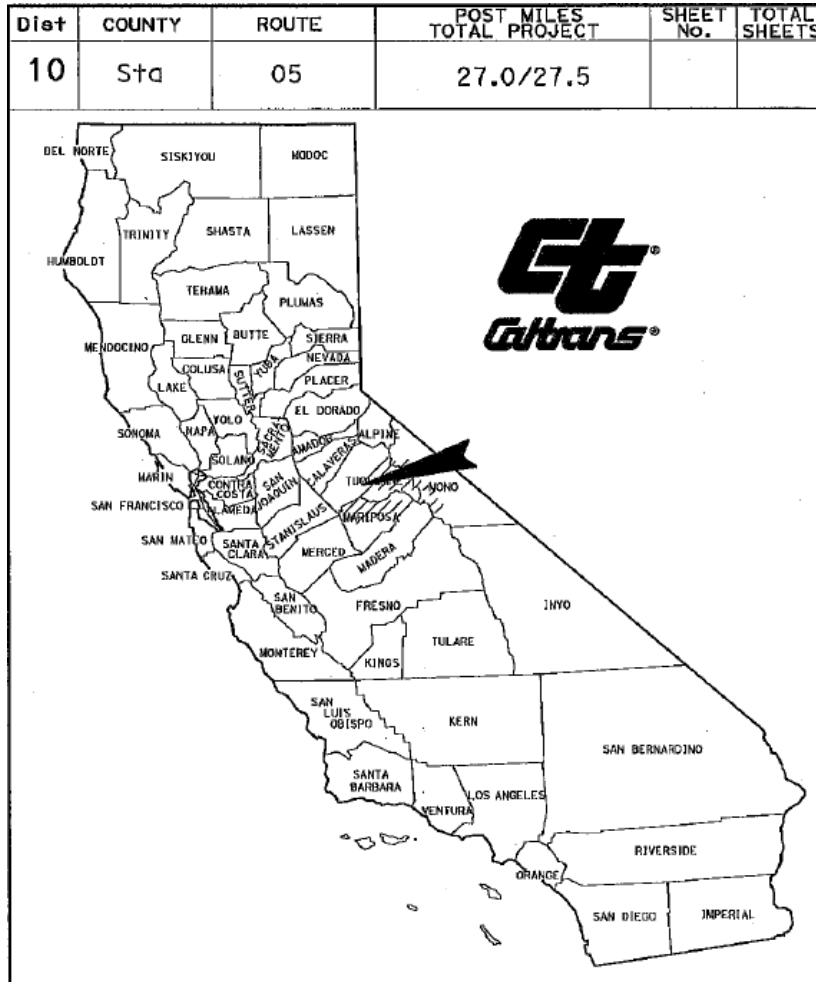 Dist COUNTY ROUTE POST MILES TOTAL PROJECT SHEET No. TOTAL SHEETS
10 Sta 05 27.0/27.5
DEL NORTE
SISKIYOU
MODOC
HUMBOLDT
TRINITY
SHASTA
LASSEN
Ct®
Caltrans®
TEHAMA
PLUMAS
MENDOCINO
GLENN
BUTTE
SIERRA
NEVADA
COLUSA
YUBA
SUTTER
PLACER
LAKE
EL DORADO
SONOMA
NAPA
YOLO
SACRA-
MENTO
AMADOR
ALPINE
SOLANO
CALAVERAS
MARIN
CONTRA
COSTA
SAN
JOAQUIN
MONO
SAN FRANCISCO
ALAMEDA
STANISLAUS
MARIPOSA
SAN MATEO
SANTA
CLARA
MERCED
MADERA
SANTA CRUZ
SAN
BENITO
FRESNO
INYO
MONTEREY
KINGS
TULARE
SAN
LUIS
OBISPO
KERN
SAN BERNARDINO
SANTA
BARBARA
VENTURA
LOS ANGELES
RIVERSIDE
ORANGE
SAN DIEGO
IMPERIAL